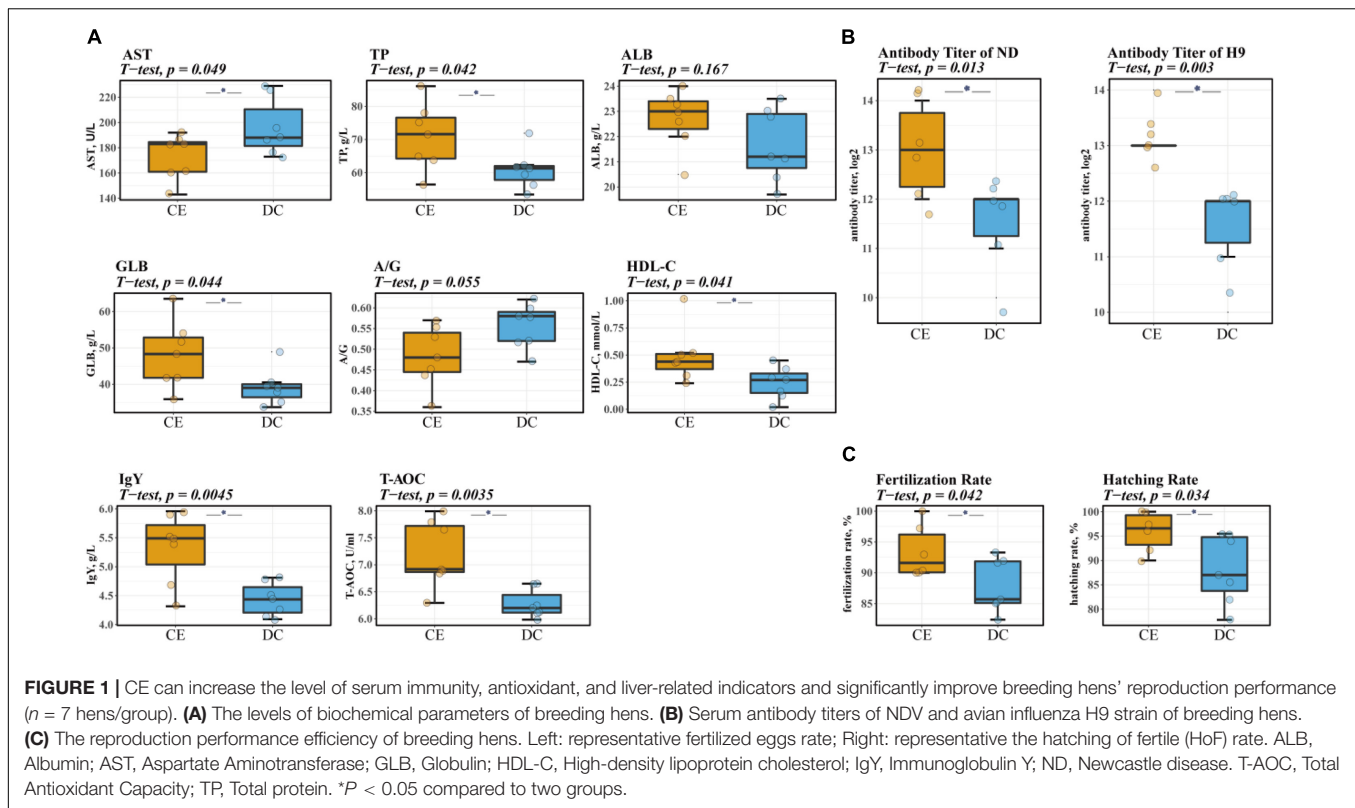 A
AST
T-test, p = 0.049
*
AST, U/L
220
200
180
160
140
CE
DC
TP
T-test, p = 0.042
*
TP, g/L
80
70
60
CE
DC
ALB
T-test, p = 0.167
ALB, g/L
24
23
22
21
20
CE
DC
B
Antibody Titer of ND
T-test, p = 0.013
*
antibody titer, log2
14
13
12
11
10
CE
DC
Antibody Titer of H9
T-test, p = 0.003
*
antibody titer, log2
14
13
12
11
10
CE
DC
GLB
T-test, p = 0.044
*
GLB, g/L
60
50
40
CE
DC
A/G
T-test, p = 0.055
A/G
0.60
0.55
0.50
0.45
0.40
0.35
CE
DC
HDL-C
T-test, p = 0.041
*
HDL-C, mmol/L
1.00
0.75
0.50
0.25
0.00
CE
DC
IgY
T-test, p = 0.0045
*
IgY, g/L
6.0
5.5
5.0
4.5
4.0
CE
DC
T-AOC
T-test, p = 0.0035
*
T-AOC, U/ml
8.0
7.5
7.0
6.5
6.0
CE
DC
C
Fertilization Rate
T-test, p = 0.042
*
fertilization rate, %
100
95
90
85
CE
DC
Hatching Rate
T-test, p = 0.034
*
hatching rate, %
100
95
90
85
80
CE
DC
FIGURE 1 | CE can increase the level of serum immunity, antioxidant, and liver-related indicators and significantly improve breeding hens' reproduction performance
(n = 7 hens/group). (A) The levels of biochemical parameters of breeding hens. (B) Serum antibody titers of NDV and avian influenza H9 strain of breeding hens.
(C) The reproduction performance efficiency of breeding hens. Left: representative fertilized eggs rate; Right: representative the hatching of fertile (HoF) rate. ALB,
Albumin; AST, Aspartate Aminotransferase; GLB, Globulin; HDL-C, High-density lipoprotein cholesterol; IgY, Immunoglobulin Y; ND, Newcastle disease. T-AOC, Total
Antioxidant Capacity; TP, Total protein. *P < 0.05 compared to two groups.